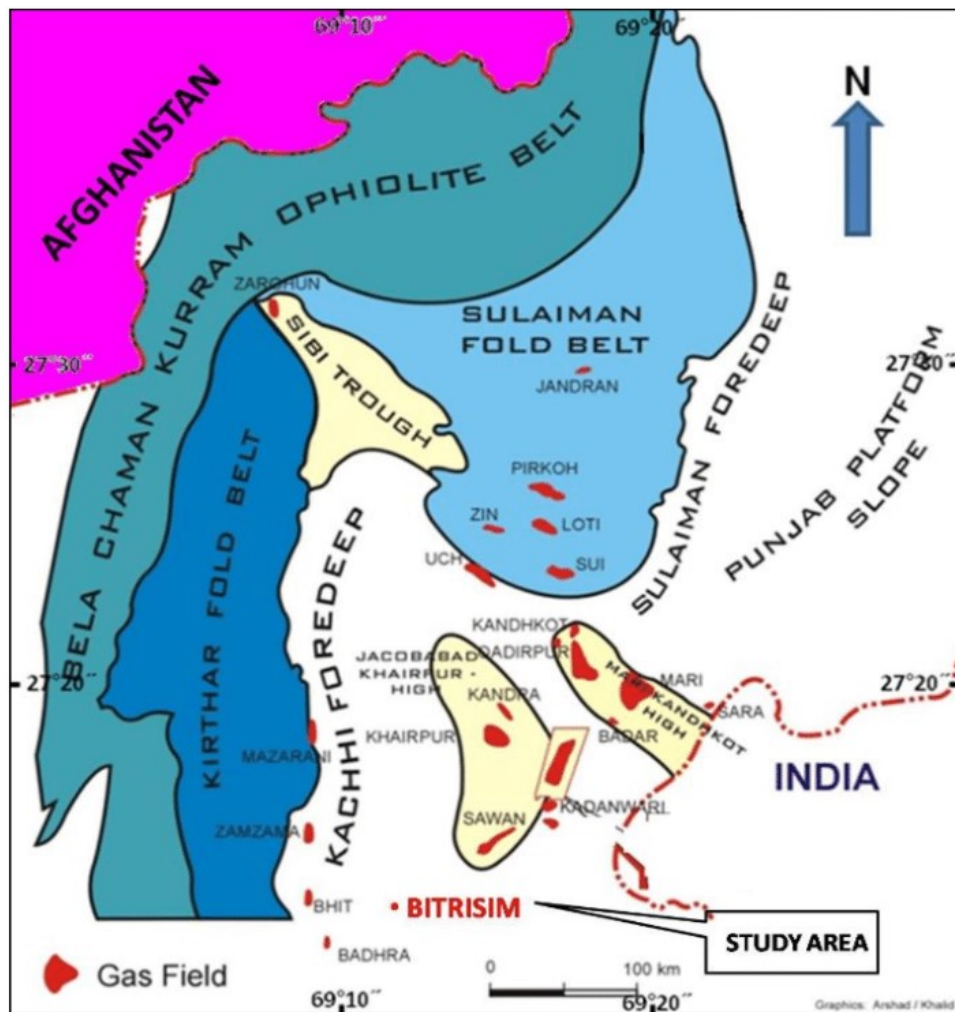 69°10"'
69°20"'
AFGHANISTAN
N
BELA CHAMAN KURRAM OPHIOLITE BELT
ZARGHUN
SIBI TROUGH
SULAIMAN
FOLD BELT
27°30"'
27°30"'
JANDRAN
SULAIMAN FOREDEEP
PUNJAB PLATFORM
SLOPE
KIRTHAR FOLD BELT
KACHHI FOREDEEP
PIRKOH
ZIN
LOTI
UCH
SUI
KANDHKOT
QADIRPUR
JACOBABAD
KHAIRPUR -
HIGH
MARI KANDHKOT
HIGH
MARI
27°20"'
27°20"'
KANDRA
SARA
KHAIRPUR
BADAR
MAZARANI
INDIA
KADANWARI
SAWAN
ZAMZAMA
BHIT
BITRISIM
STUDY AREA
BADHRA
Gas Field
0
100 km
69°10"'
69°20"'
Graphics: Arshad / Khalid